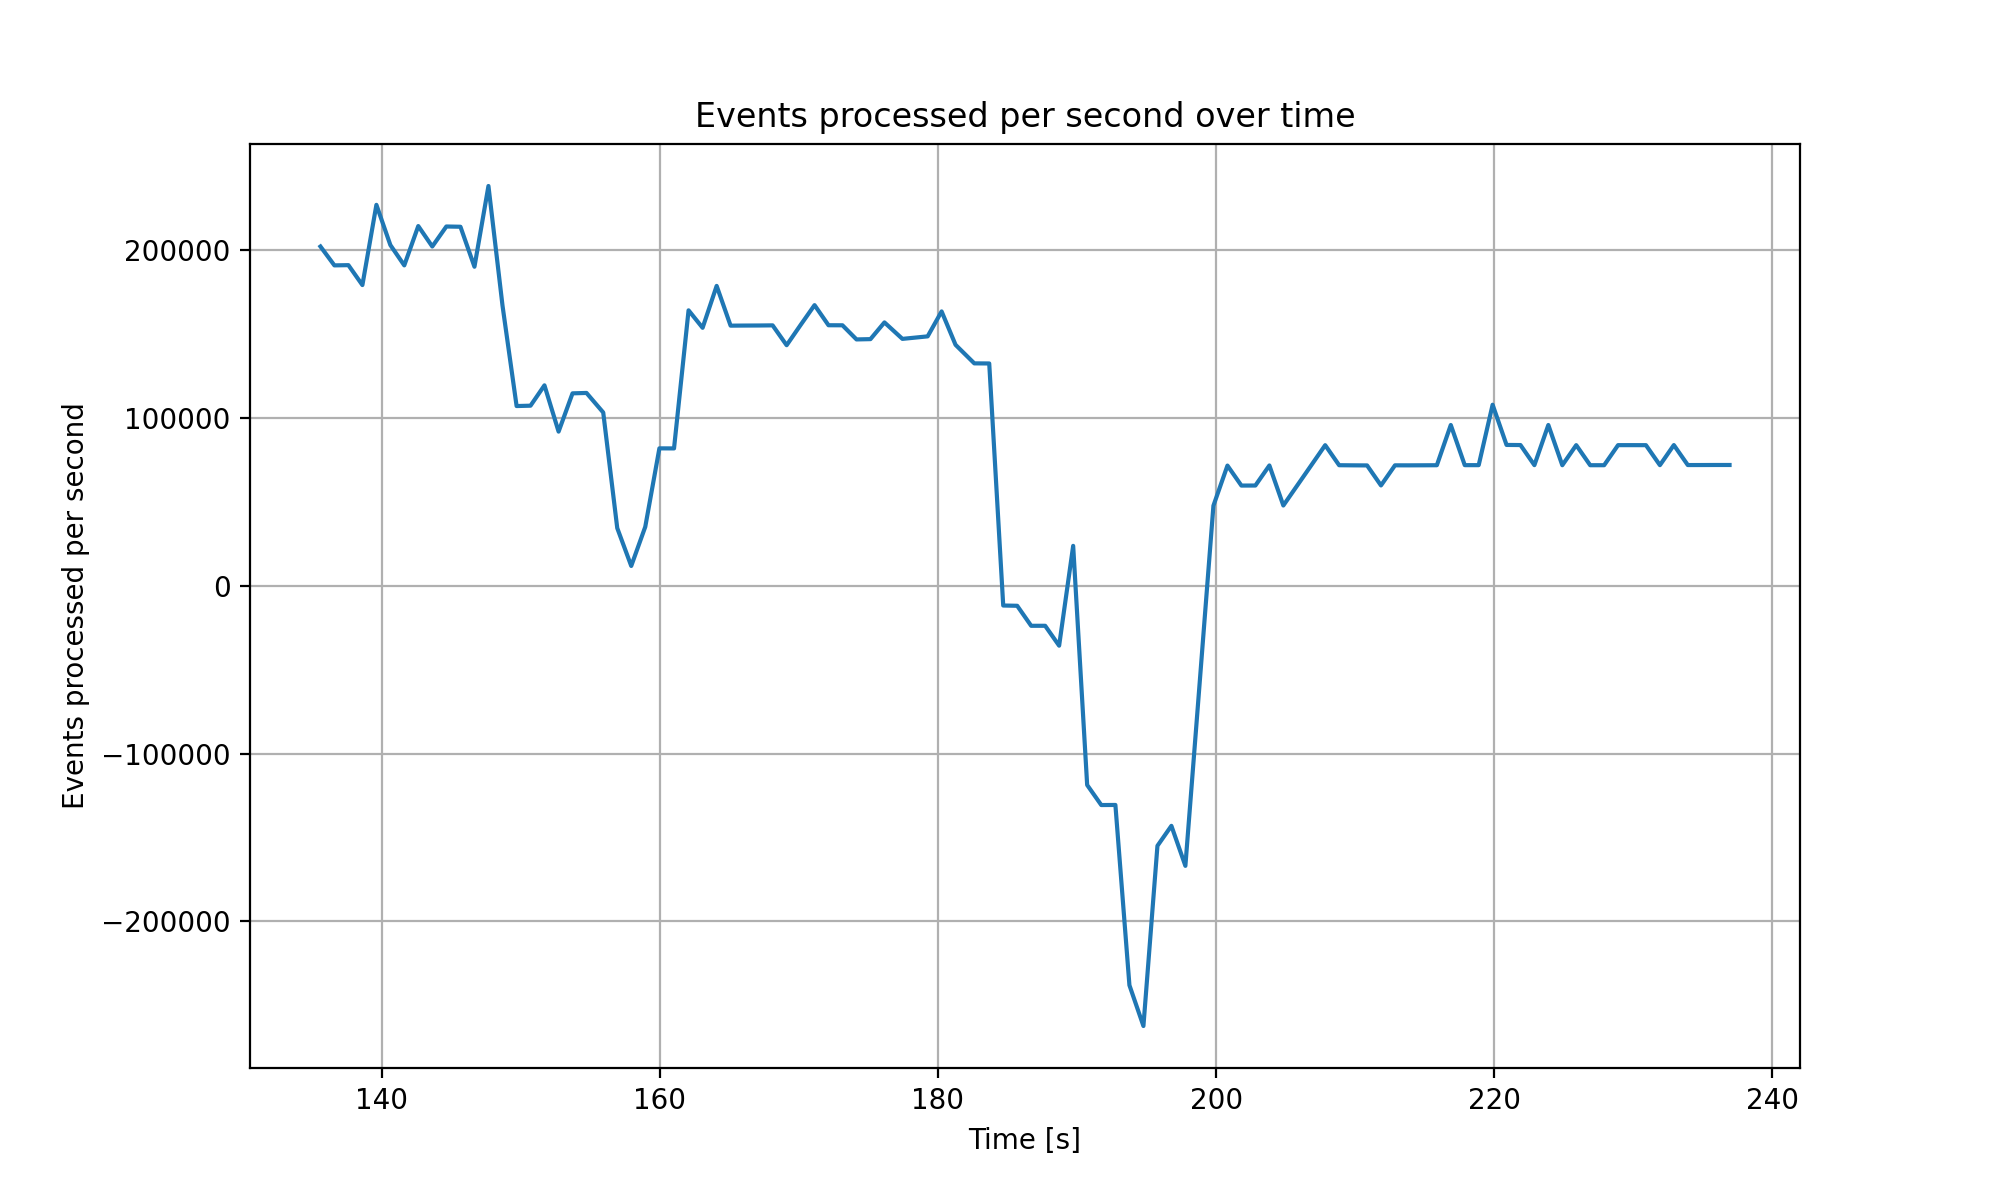 Events processed per second over time
Events processed per second
200000
100000
0
−100000
−200000
140 160 180 200 220 240
Time [s]